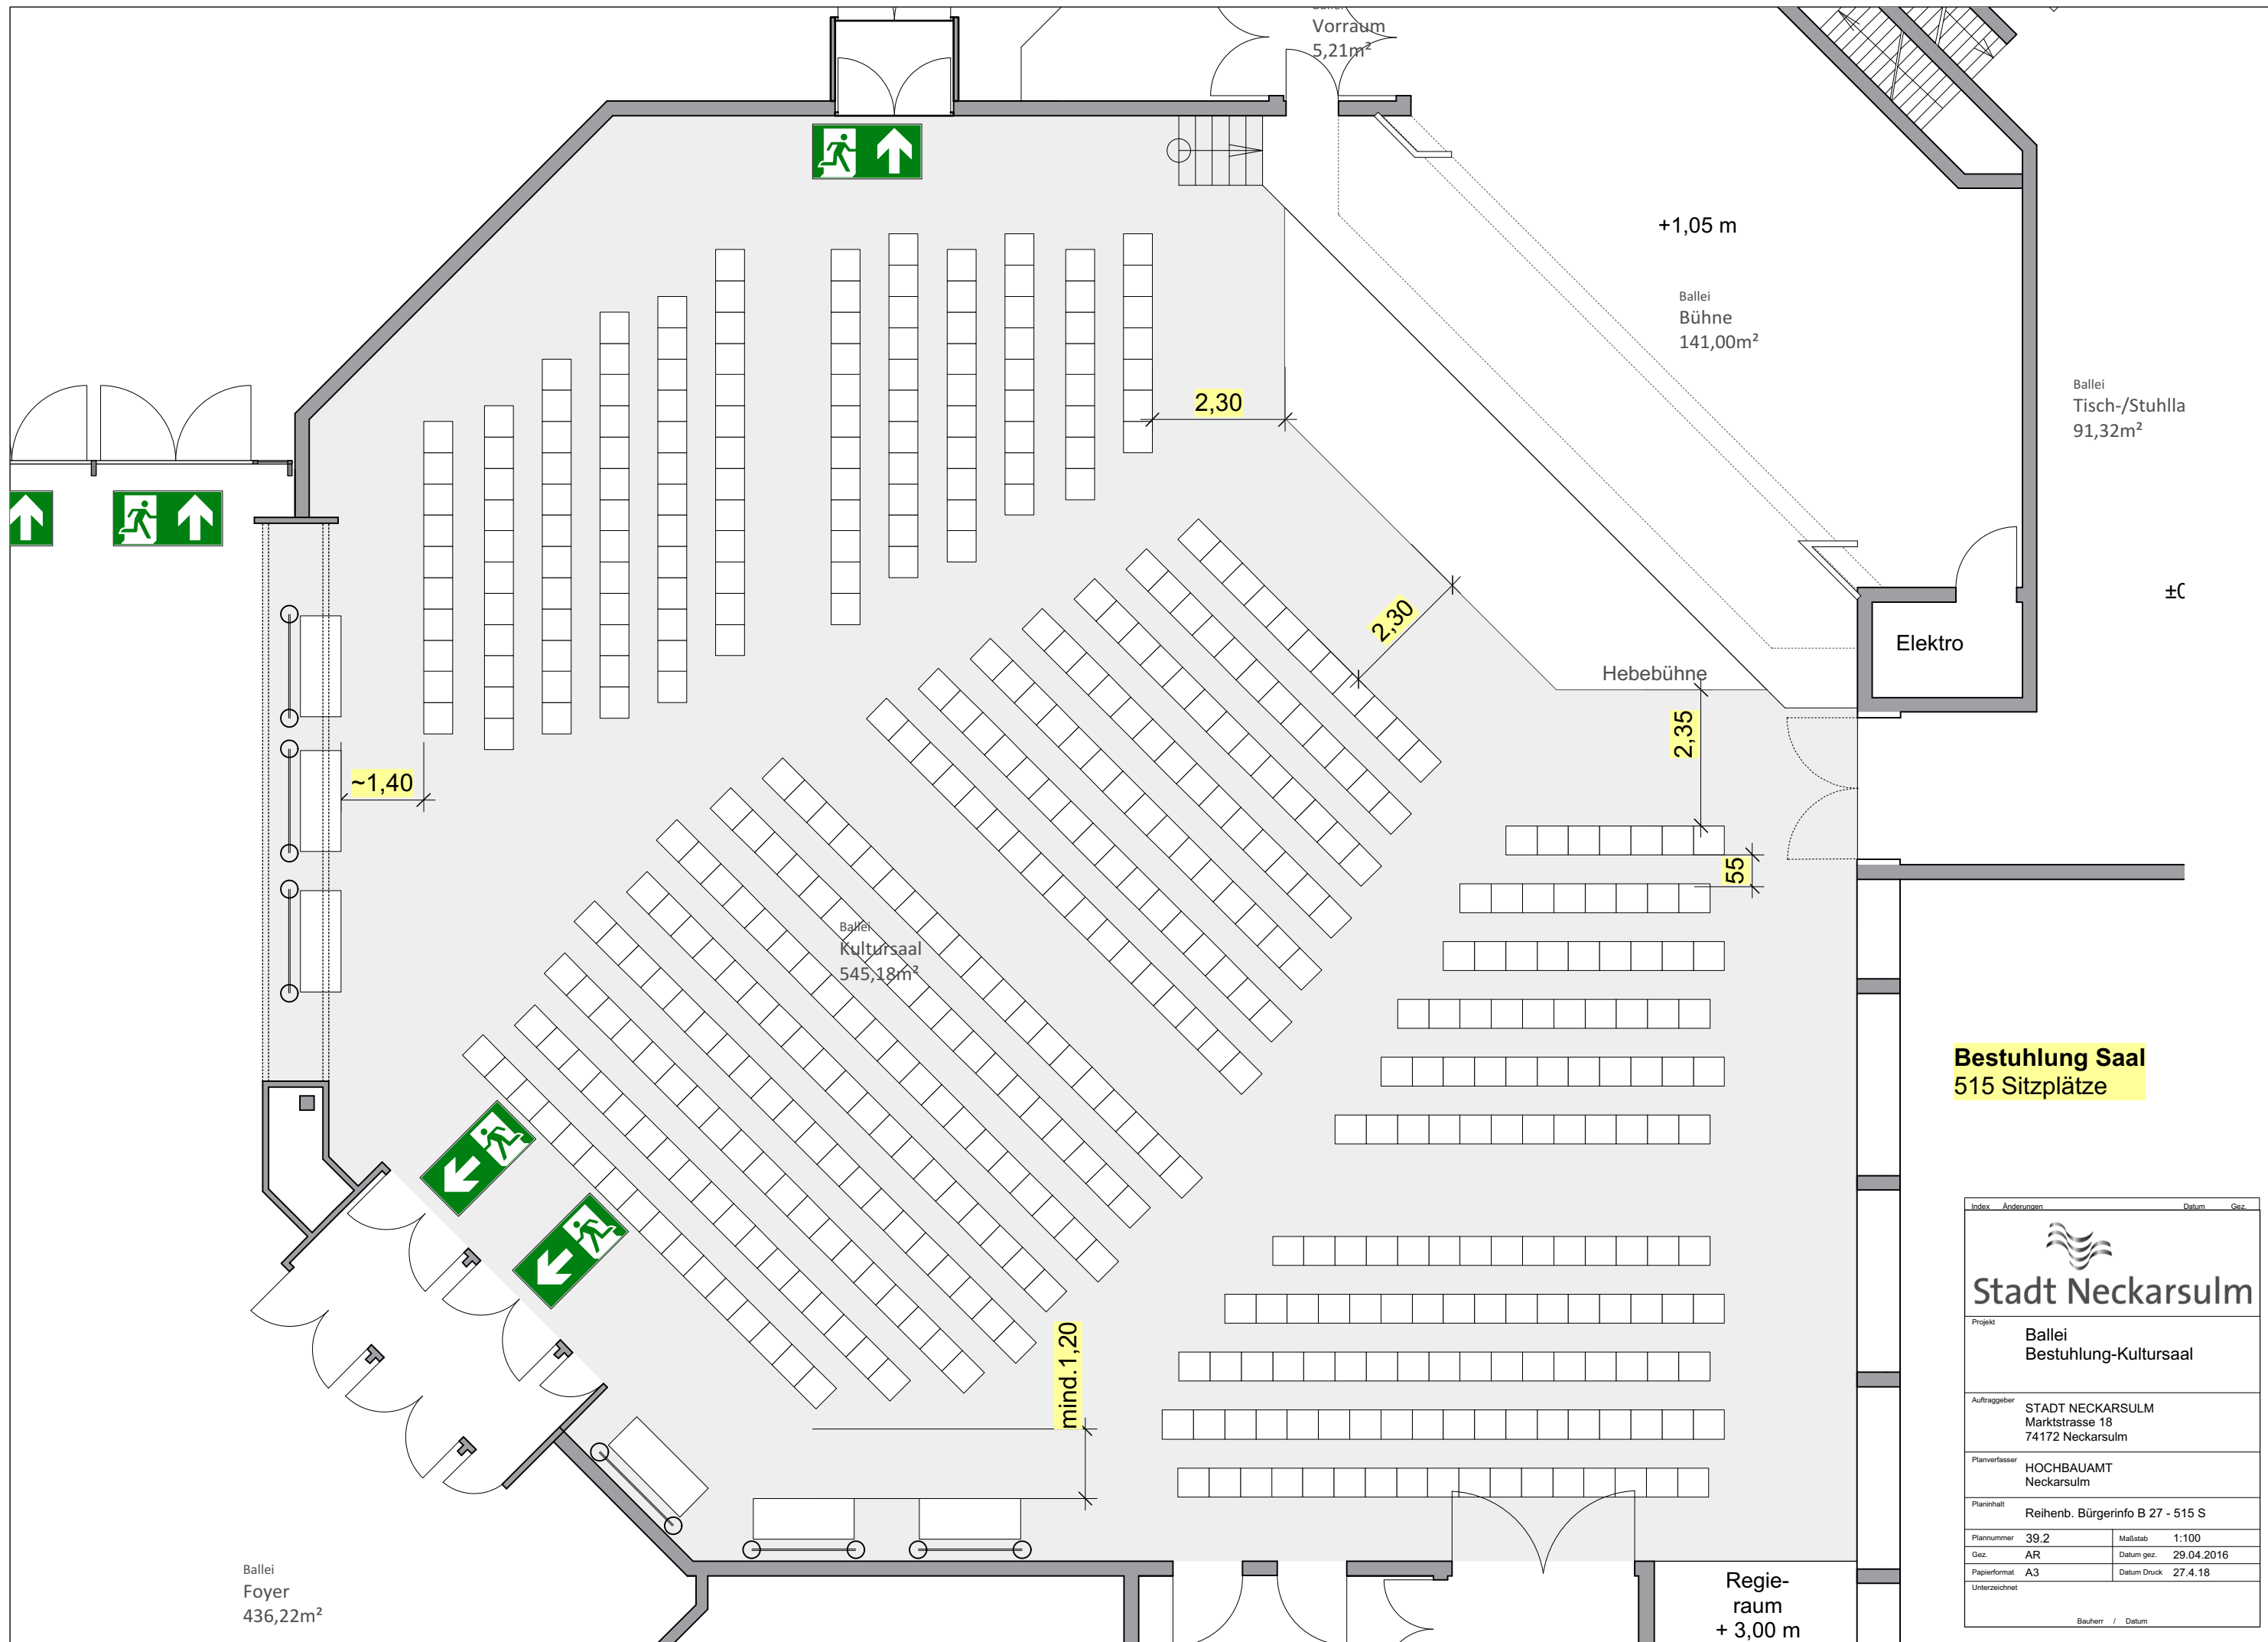 Vorraum
5,21m²
+1,05 m
Ballei
Bühne
141,00m²
Ballei
Tisch-/Stuhlla
91,32m²
2,30
2,30
Elektro
Hebebühne
2,35
~1,40
55
Ballei
Kultursaal
545,18m²
Bestuhlung Saal
515 Sitzplätze
mind.1,20
Ballei
Foyer
436,22m²
Regie-
raum
+ 3,00 m
Index Änderungen Datum Gez.
Stadt Neckarsulm
Projekt
Ballei
Bestuhlung-Kultursaal
Auftraggeber
STADT NECKARSULM
Marktstrasse 18
74172 Neckarsulm
Planverfasser
HOCHBAUAMT
Neckarsulm
Planinhalt
Reihenb. Bürgerinfo B 27 - 515 S
Plannummer 39.2 Maßstab 1:100
Gez. AR Datum gez. 29.04.2016
Papierformat A3 Datum Druck 27.4.18
Unterzeichnet
Bauherr / Datum